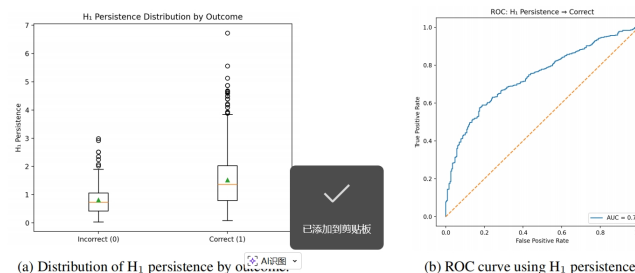 H₁ Persistence Distribution by Outcome
7
6
5
4
3
2
1
0
H₁ Persistence
Incorrect (0)
Correct (1)
已添加到剪贴板
AI识图
(a) Distribution of H₁ persistence by outcome.
ROC: H₁ Persistence → Correct
1.0
0.8
0.6
0.4
0.2
0.0
True Positive Rate
0.0
0.2
0.4
0.6
0.8
False Positive Rate
AUC = 0.7
(b) ROC curve using H₁ persistence